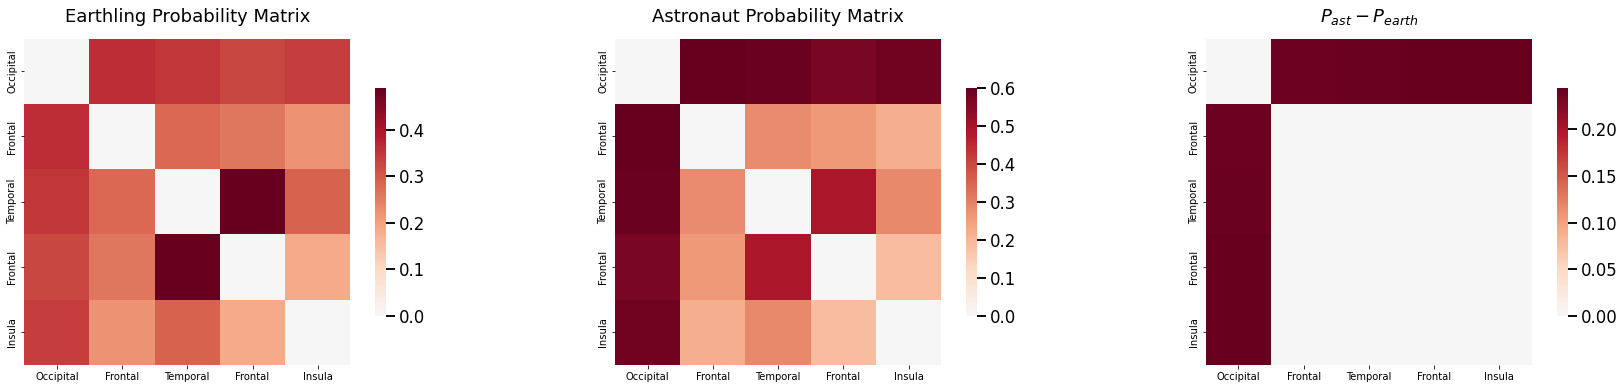 Earthling Probability Matrix
Occipital
Frontal
Temporal
Frontal
Insula
Occipital Frontal Temporal Frontal Insula
0.4
0.3
0.2
0.1
0.0
Astronaut Probability Matrix
Occipital
Frontal
Temporal
Frontal
Insula
Occipital Frontal Temporal Frontal Insula
0.6
0.5
0.4
0.3
0.2
0.1
0.0
P_ast − P_earth
Occipital
Frontal
Temporal
Frontal
Insula
Occipital Frontal Temporal Frontal Insula
0.20
0.15
0.10
0.05
0.00